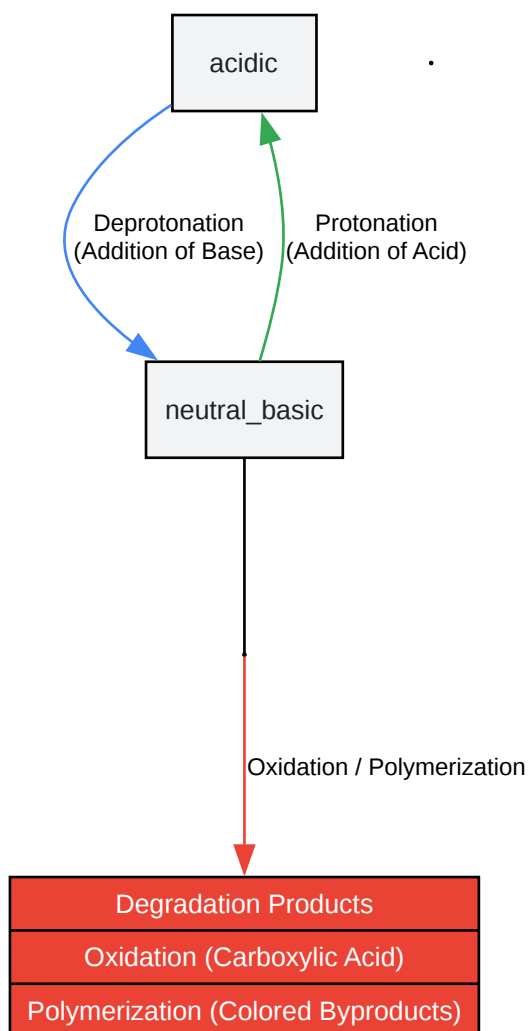 acidic
Deprotonation
(Addition of Base)
Protonation
(Addition of Acid)
neutral_basic
Oxidation / Polymerization
Degradation Products
Oxidation (Carboxylic Acid)
Polymerization (Colored Byproducts)